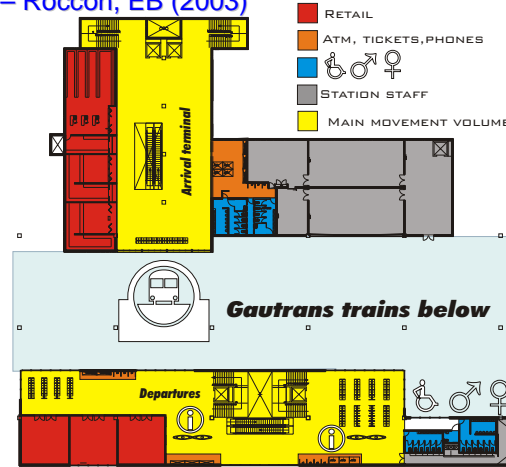 – Roccon, EB (2003)
RETAIL
ATM, TICKETS,PHONES
STATION STAFF
MAIN MOVEMENT VOLUME
Arrival terminal
Gautrans trains below
Departures
i
i